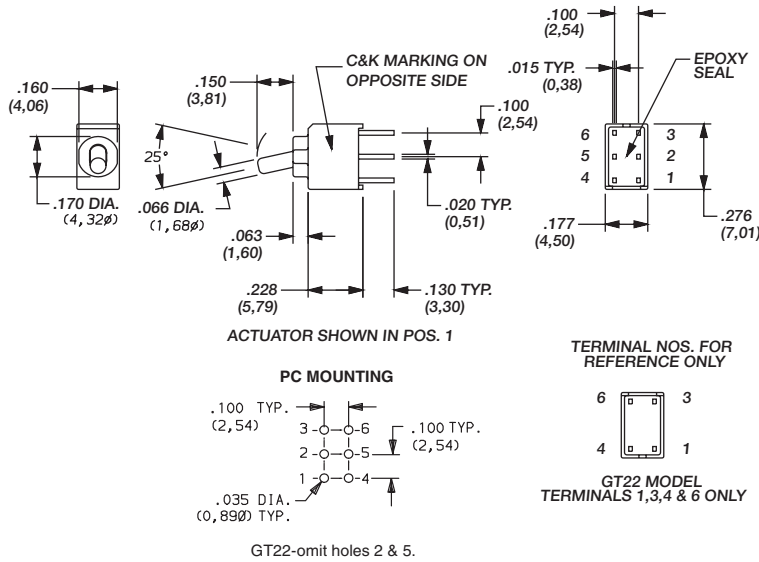 .160
(4,06)
.150
(3,81)
C&K MARKING ON
OPPOSITE SIDE
.100
(2,54)
25°
.170 DIA.
(4,32ø)
.066 DIA.
(1,68ø)
.063
(1,60)
.020 TYP.
(0,51)
.228
(5,79)
.130 TYP.
(3,30)
ACTUATOR SHOWN IN POS. 1
.100
(2,54)
.015 TYP.
(0,38)
EPOXY
SEAL
6 3
5 2
4 1
.177
(4,50)
.276
(7,01)
PC MOUNTING
.100 TYP.
(2,54)
3 6
2 5
1 4
.100 TYP.
(2,54)
.035 DIA.
(0,89Ø) TYP.
GT22-omit holes 2 & 5.
TERMINAL NOS. FOR
REFERENCE ONLY
6 3
4 1
GT22 MODEL
TERMINALS 1,3,4 & 6 ONLY